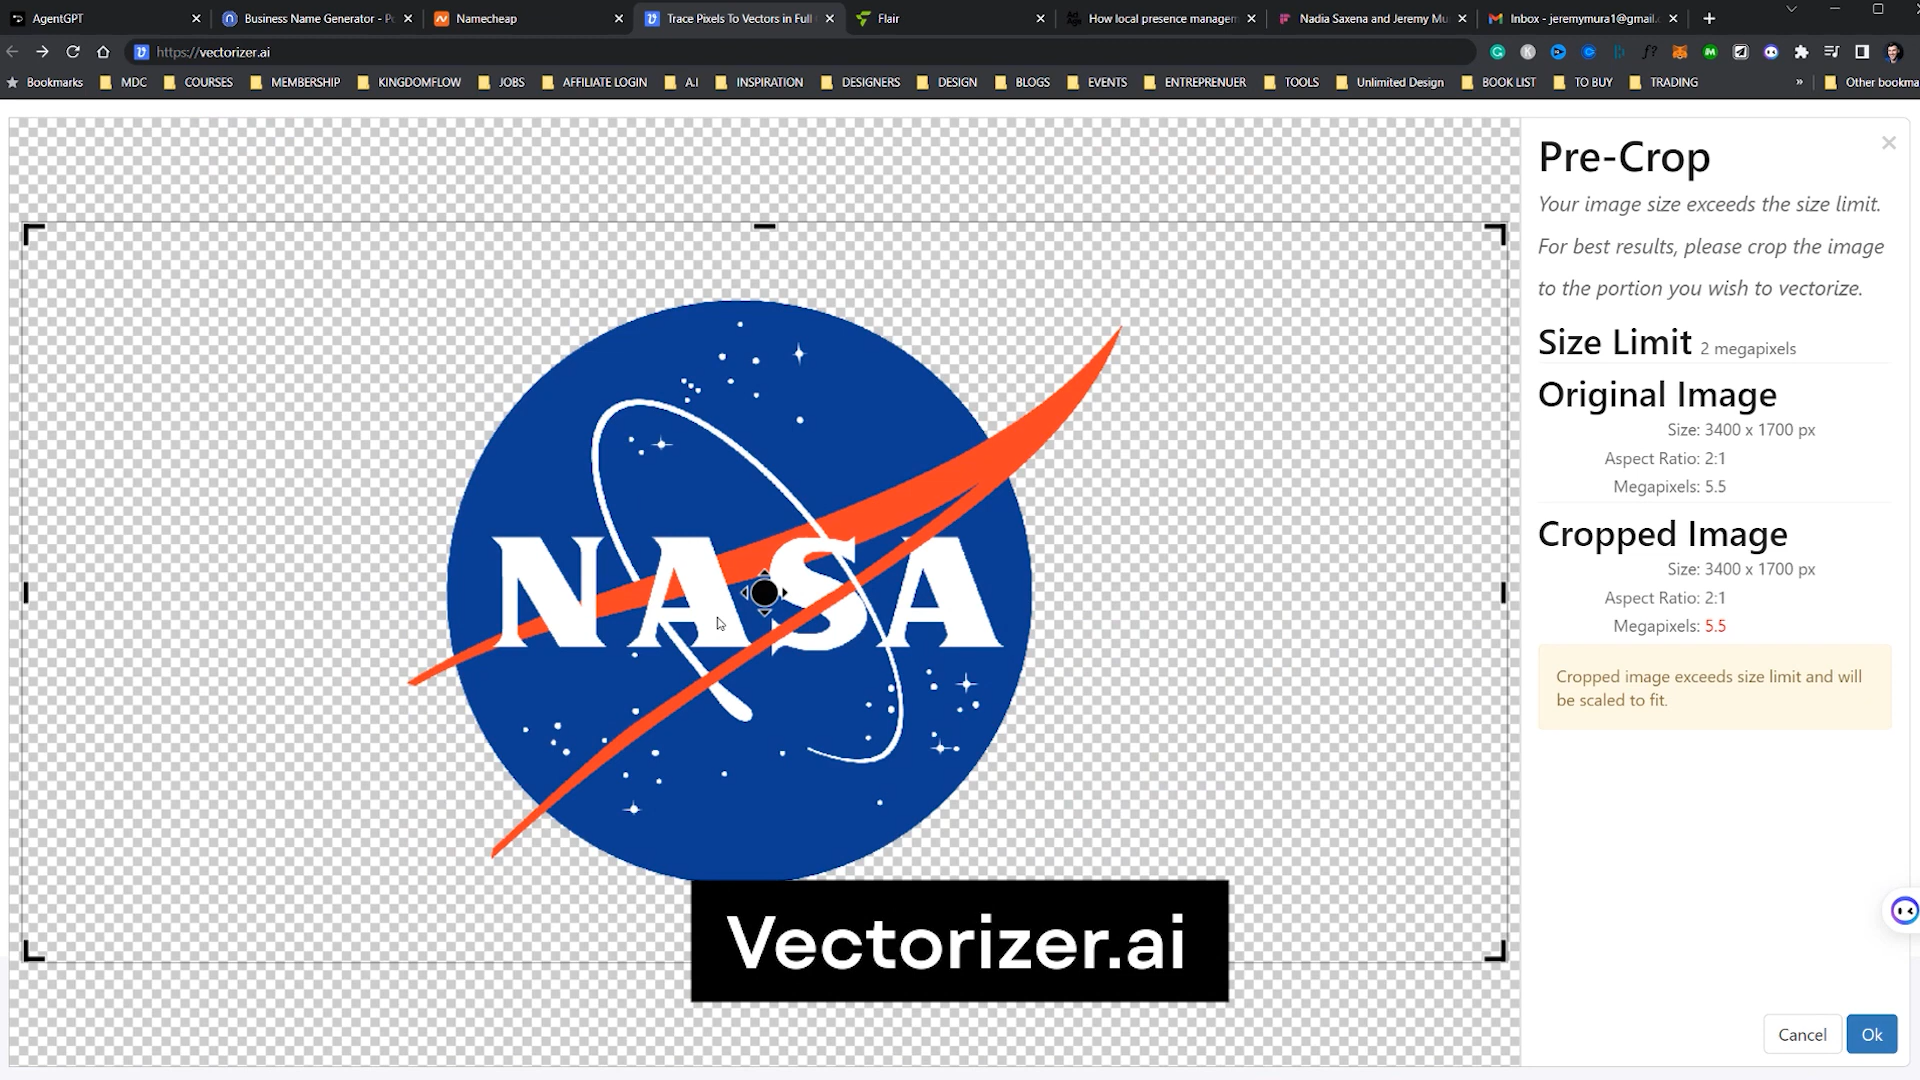 AgentGPT
Business Name Generator - Po
Namecheap
Trace Pixels To Vectors in Full
Flair
How local presence managem
Nadia Saxena and Jeremy Mu
Inbox - jeremymura1@gmail.
https://vectorizer.ai
Bookmarks
MDC
COURSES
MEMBERSHIP
KINGDOMFLOW
JOBS
AFFILIATE LOGIN
A.I
INSPIRATION
DESIGNERS
DESIGN
BLOGS
EVENTS
ENTREPRENUER
TOOLS
Unlimited Design
BOOK LIST
TO BUY
TRADING
»
Other bookma
Pre-Crop
Your image size exceeds the size limit.
For best results, please crop the image
to the portion you wish to vectorize.
Size Limit 2 megapixels
Original Image
Size: 3400 x 1700 px
Aspect Ratio: 2:1
Megapixels: 5.5
Cropped Image
Size: 3400 x 1700 px
Aspect Ratio: 2:1
Megapixels: 5.5
Cropped image exceeds size limit and will
be scaled to fit.
NASA
Vectorizer.ai
Cancel
Ok